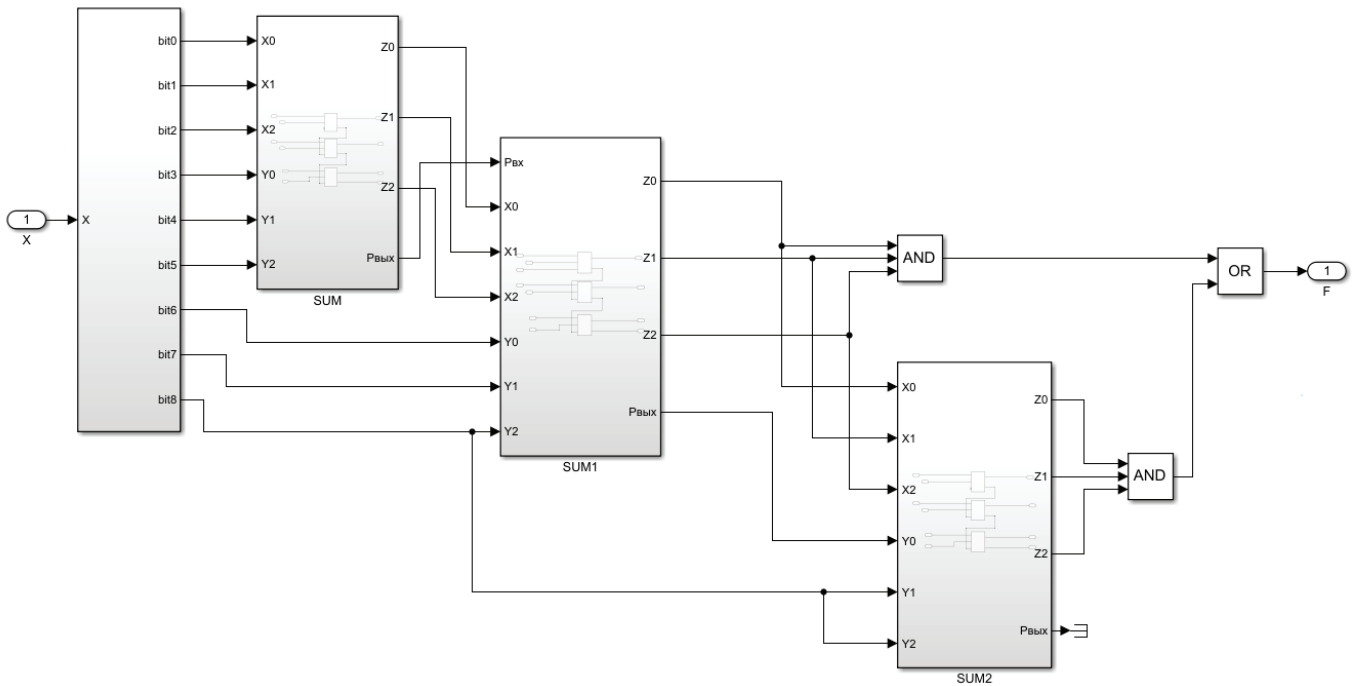 1
X
X
bit0
bit1
bit2
bit3
bit4
bit5
bit6
bit7
bit8
X0
X1
X2
Y0
Y1
Y2
Z0
Z1
Z2
Pвых
SUM
Pвх
X0
X1
X2
Y0
Y1
Y2
Z0
Z1
Z2
Pвых
SUM1
AND
X0
X1
X2
Y0
Y1
Y2
Z0
Z1
Z2
Pвых
SUM2
AND
OR
1
F